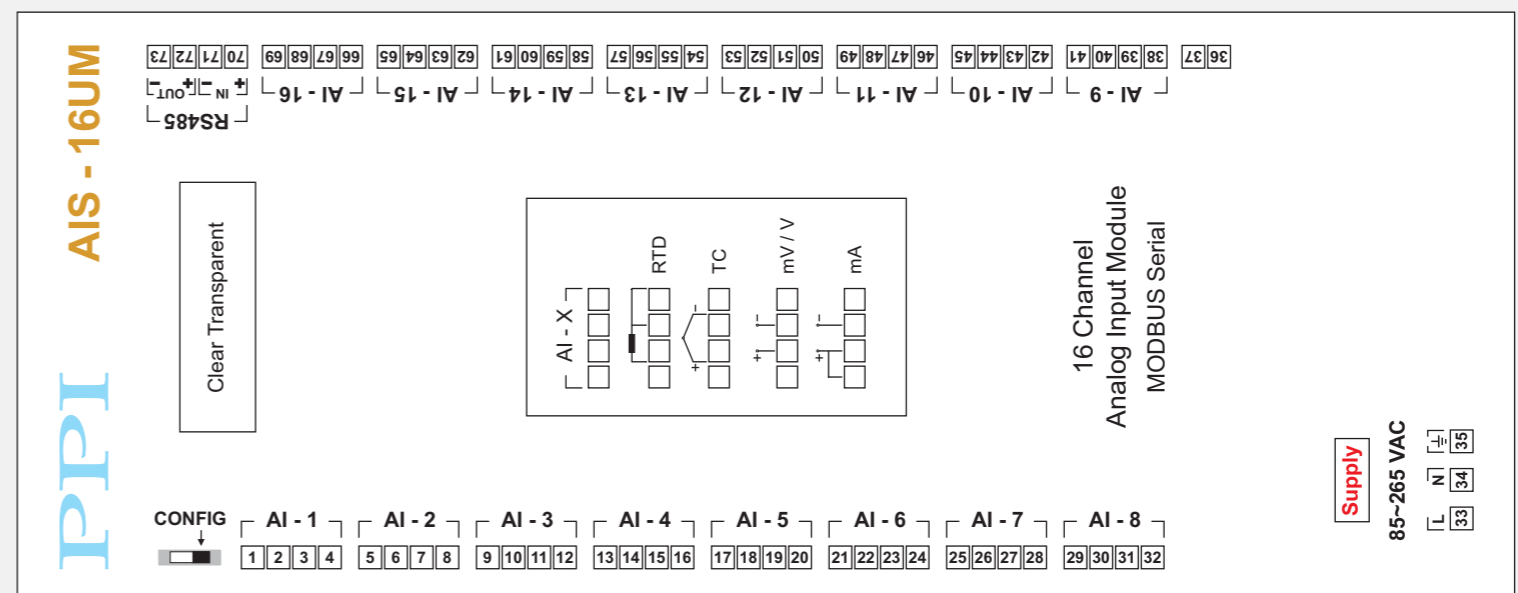 AIS - 16UM
PPI
73 72 71 70 69 68 67 66 65 64 63 62 61 60 59 58 57 56 55 54 53 52 51 50 49 48 47 46 45 44 43 42 41 40 39 38 37 36
- OUT + - IN +
RS485
AI - 16
AI - 15
AI - 14
AI - 13
AI - 12
AI - 11
AI - 10
AI - 9
Clear Transparent
AI - X
RTD
TC
+ -
mV / V
+ -
mA
+ -
16 Channel
Analog Input Module
MODBUS Serial
Supply
85~265 VAC
L N
33 34 35
CONFIG
AI - 1
AI - 2
AI - 3
AI - 4
AI - 5
AI - 6
AI - 7
AI - 8
1 2 3 4 5 6 7 8 9 10 11 12 13 14 15 16 17 18 19 20 21 22 23 24 25 26 27 28 29 30 31 32